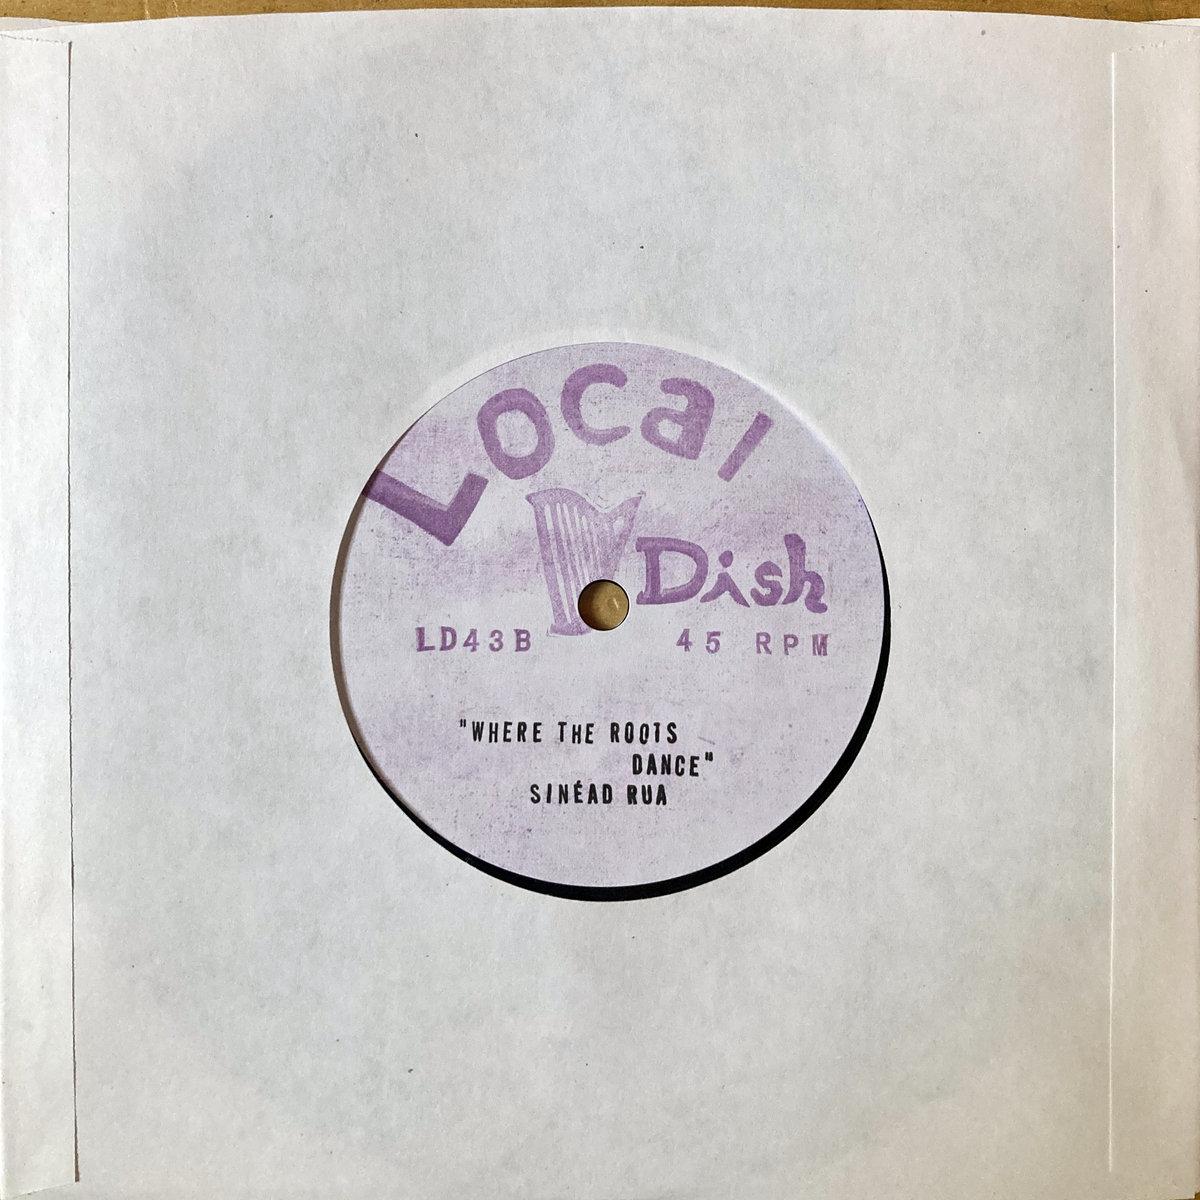 Local
Dish
LD43B 45 RPM
"WHERE THE ROOTS
DANCE"
SINÉAD RUA